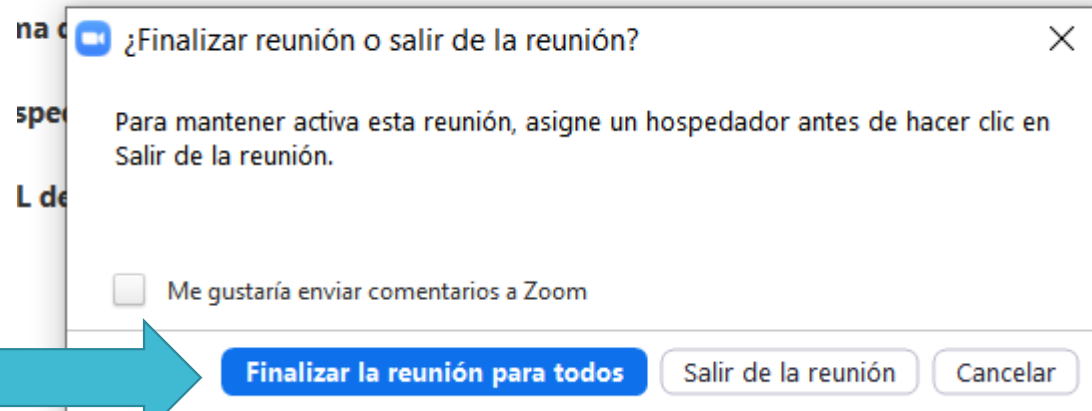 ¿Finalizar reunión o salir de la reunión?
Para mantener activa esta reunión, asigne un hospedador antes de hacer clic en
Salir de la reunión.
Me gustaría enviar comentarios a Zoom
Finalizar la reunión para todos
Salir de la reunión
Cancelar